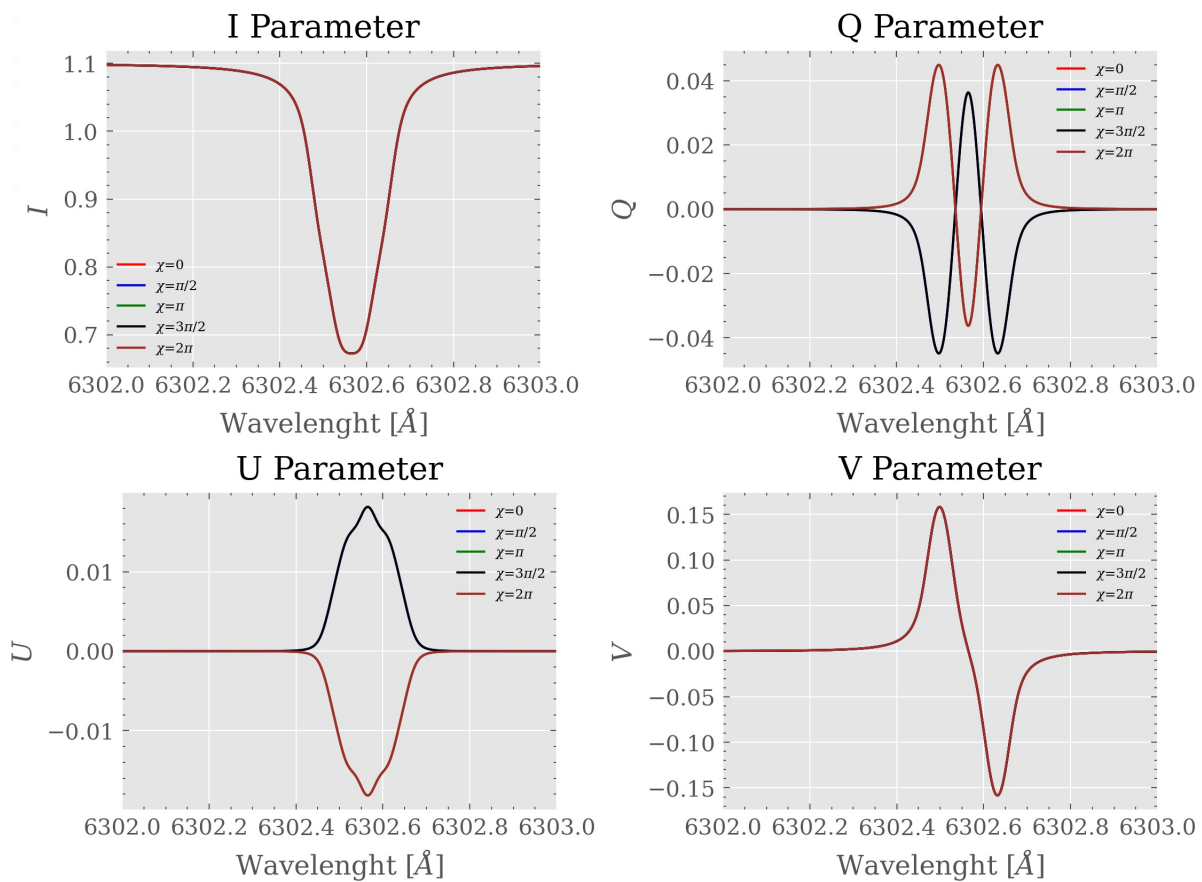 I Parameter
1.1
1.0
0.9
0.8
0.7
I
χ=0
χ=π/2
χ=π
χ=3π/2
χ=2π
6302.0 6302.2 6302.4 6302.6 6302.8 6303.0
Wavelenght [Å]
Q Parameter
0.04
0.02
0.00
−0.02
−0.04
Q
χ=0
χ=π/2
χ=π
χ=3π/2
χ=2π
6302.0 6302.2 6302.4 6302.6 6302.8 6303.0
Wavelenght [Å]
U Parameter
0.01
0.00
−0.01
U
χ=0
χ=π/2
χ=π
χ=3π/2
χ=2π
6302.0 6302.2 6302.4 6302.6 6302.8 6303.0
Wavelenght [Å]
V Parameter
0.15
0.10
0.05
0.00
−0.05
−0.10
−0.15
V
χ=0
χ=π/2
χ=π
χ=3π/2
χ=2π
6302.0 6302.2 6302.4 6302.6 6302.8 6303.0
Wavelenght [Å]